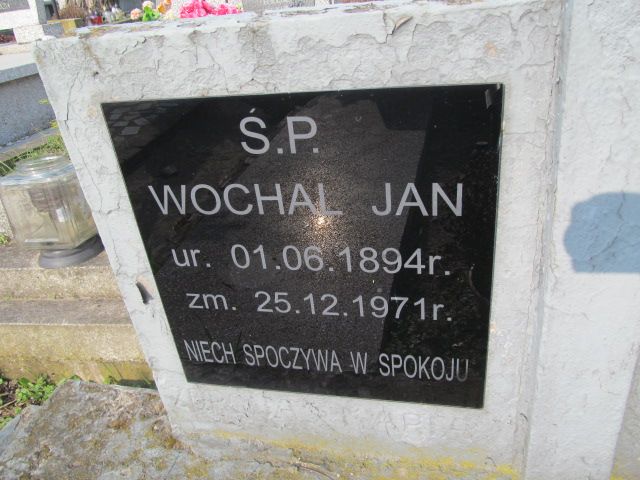 Ś.P.
WOCHAL JAN
ur. 01.06.1894r.
zm. 25.12.1971r.
NIECH SPOCZYWA W SPOKOJU